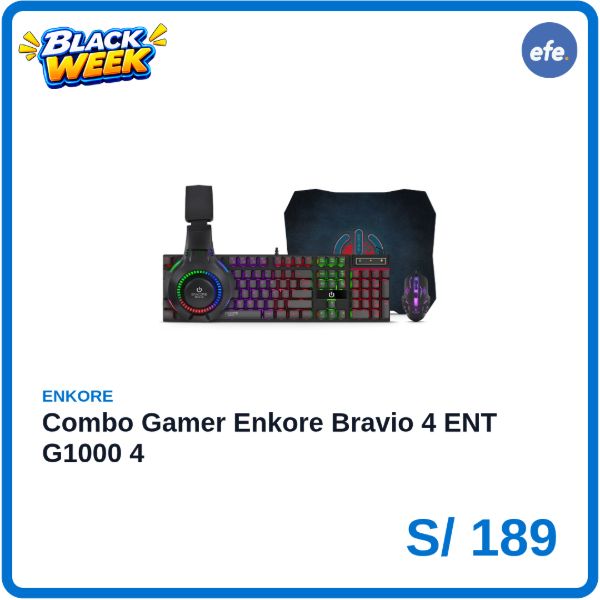 BLACK
WEEK
efe.
ENKORE
Combo Gamer Enkore Bravio 4 ENT
G1000 4
S/ 189